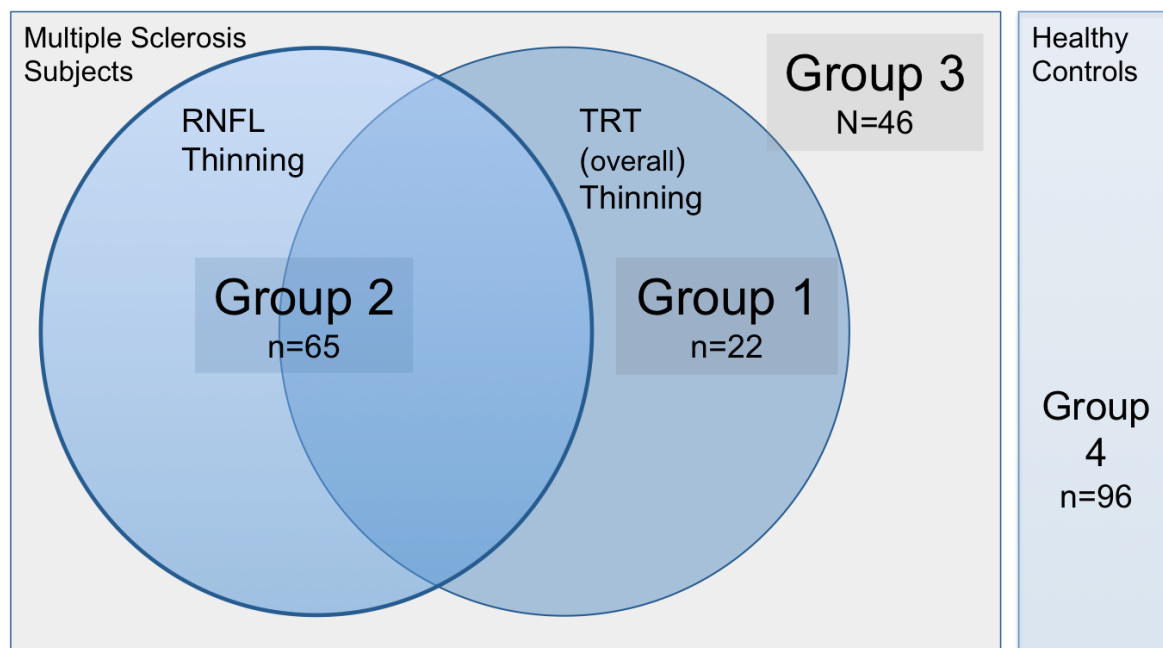 Multiple Sclerosis
Subjects
RNFL
Thinning
TRT
(overall)
Thinning
Group 3
N=46
Group 2
n=65
Group 1
n=22
Healthy
Controls
Group
4
n=96